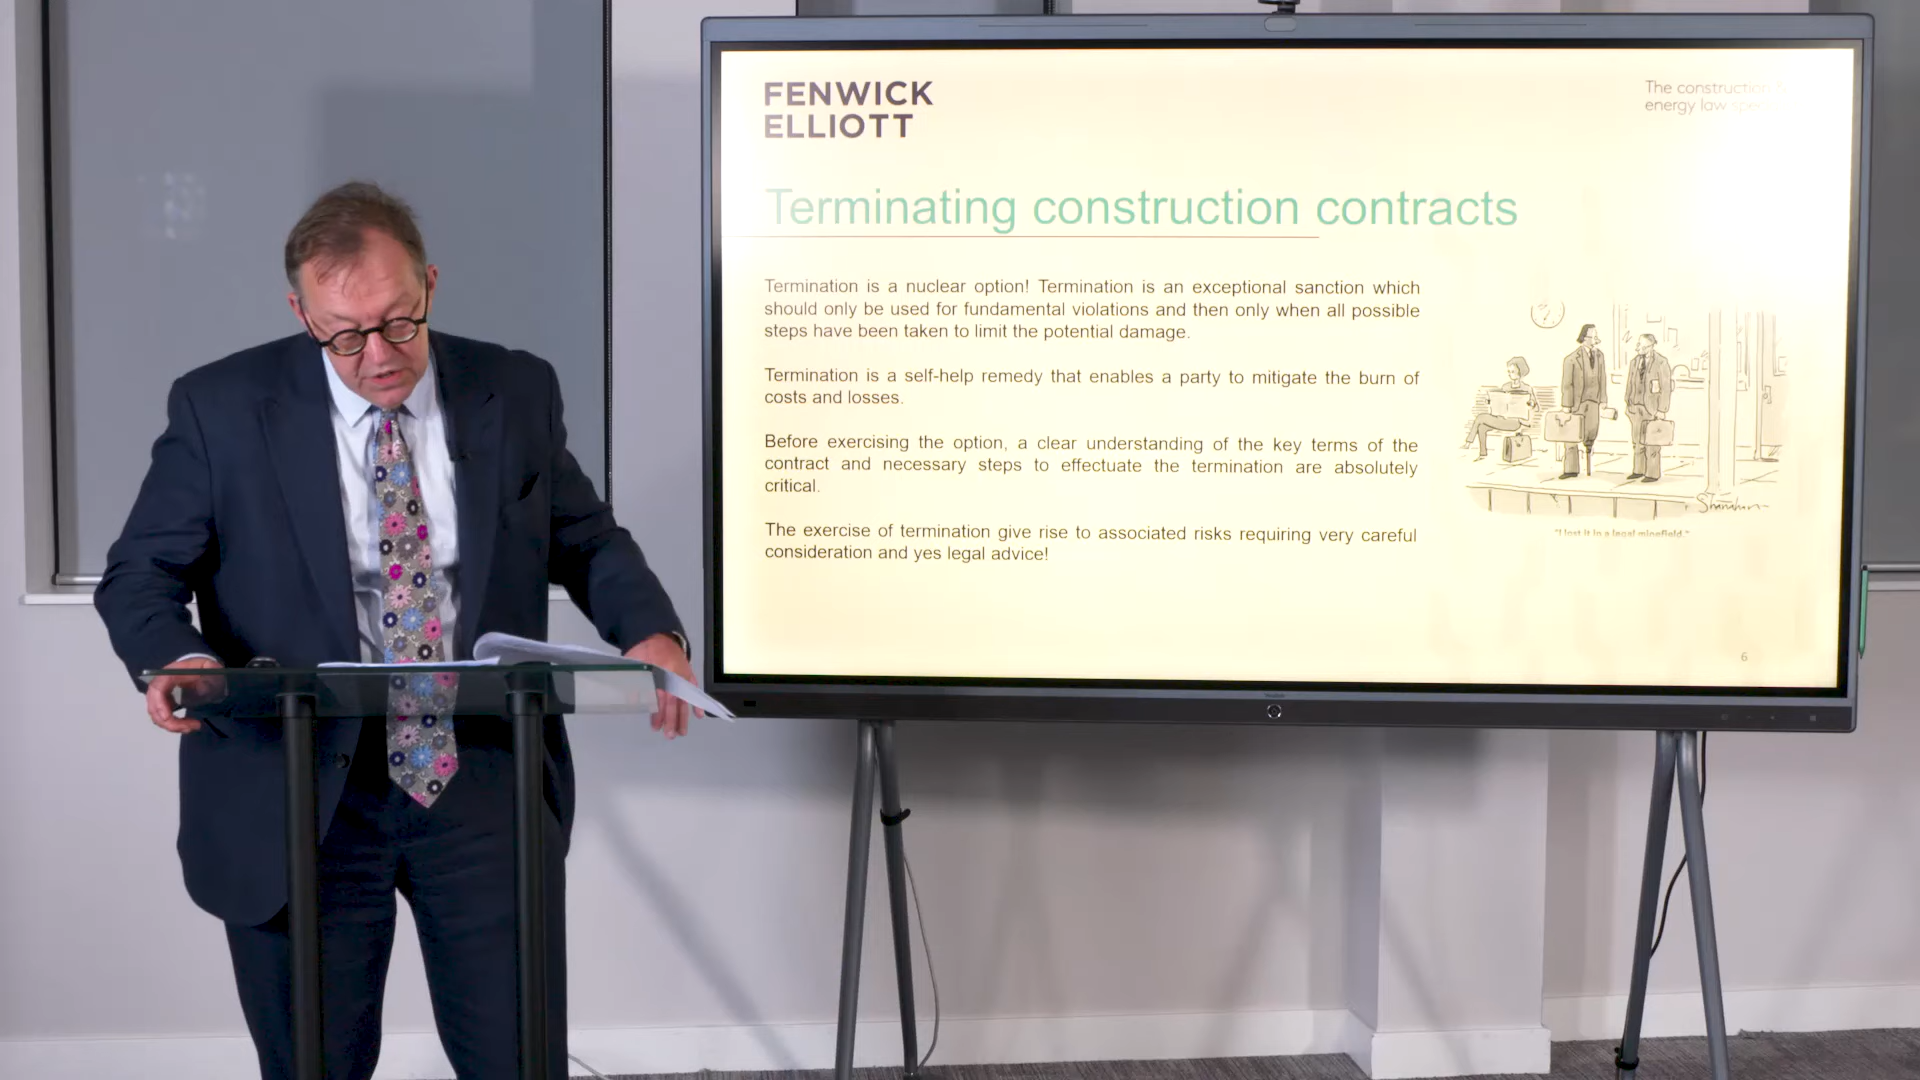 FENWICK
ELLIOTT
The construction &
energy law spec
Terminating construction contracts
Termination is a nuclear option! Termination is an exceptional sanction which
should only be used for fundamental violations and then only when all possible
steps have been taken to limit the potential damage.
Termination is a self-help remedy that enables a party to mitigate the burn of
costs and losses.
Before exercising the option, a clear understanding of the key terms of the
contract and necessary steps to effectuate the termination are absolutely
critical.
The exercise of termination give rise to associated risks requiring very careful
consideration and yes legal advice!
"I lost it in a legal minefield."
6